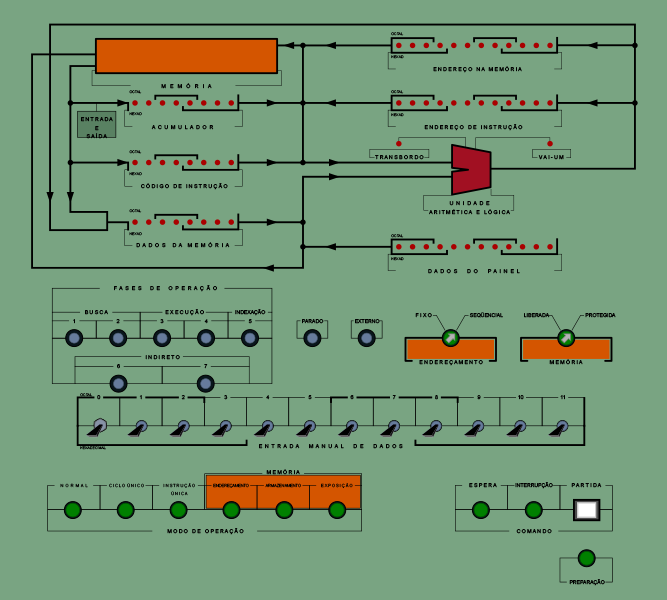 OCTAL
HEXAD
ENDEREÇO NA MEMÓRIA
MEMÓRIA
OCTAL
HEXAD
ACUMULADOR
ENTRADA
E
SAÍDA
OCTAL
HEXAD
ENDEREÇO DE INSTRUÇÃO
TRANSBORDO
VAI-UM
OCTAL
HEXAD
CÓDIGO DE INSTRUÇÃO
UNIDADE
ARITMÉTICA E LÓGICA
OCTAL
HEXAD
DADOS DA MEMÓRIA
OCTAL
HEXAD
DADOS DO PAINEL
FASES DE OPERAÇÃO
BUSCA EXECUÇÃO INDEXAÇÃO
1 2 3 4 5
INDIRETO
6 7
PARADO
EXTERNO
FIXO SEQÜENCIAL
ENDEREÇAMENTO
LIBERADA PROTEGIDA
MEMÓRIA
OCTAL 0 1 2 3 4 5 6 7 8 9 10 11
HEXADECIMAL
ENTRADA MANUAL DE DADOS
MEMÓRIA
NORMAL CICLO ÚNICO INSTRUÇÃO ÚNICA ENDEREÇAMENTO ARMAZENAMENTO EXPOSIÇÃO
MODO DE OPERAÇÃO
ESPERA INTERRUPÇÃO PARTIDA
COMANDO
PREPARAÇÃO